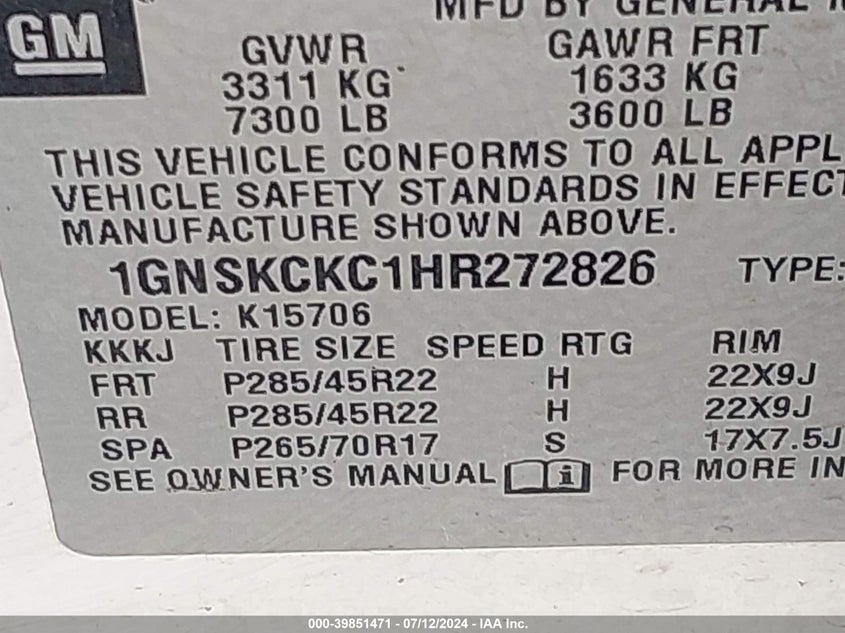 MFD BY GENERAL
GM
GVWR GAWR FRT
3311 KG 1633 KG
7300 LB 3600 LB
THIS VEHICLE CONFORMS TO ALL APPL
VEHICLE SAFETY STANDARDS IN EFFECT
MANUFACTURE SHOWN ABOVE.
1GNSKCKC1HR272826 TYPE:
MODEL: K15706
KKKJ TIRE SIZE SPEED RTG RIM
FRT P285/45R22 H 22X9J
RR P285/45R22 H 22X9J
SPA P265/70R17 S 17X7.5J
SEE OWNER'S MANUAL i FOR MORE IN
000-39851471 - 07/12/2024 - IAA Inc.